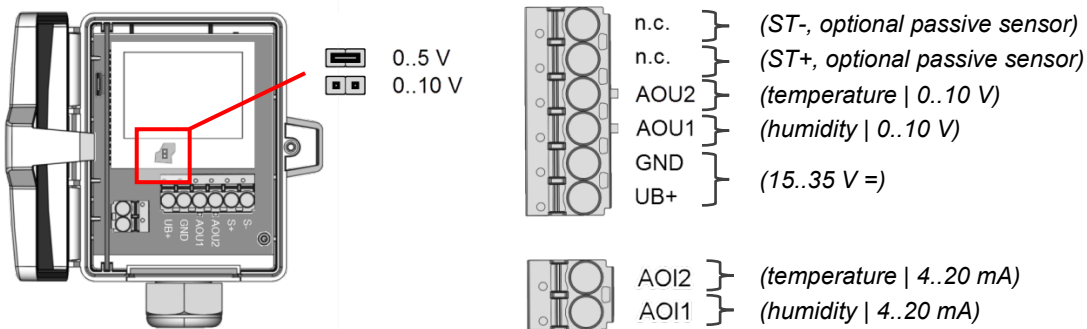 0..5 V
0..10 V
UB+
GND
AOU1
AOU2
S+
S-
n.c. (ST-, optional passive sensor)
n.c. (ST+, optional passive sensor)
AOU2 (temperature | 0..10 V)
AOU1 (humidity | 0..10 V)
GND
UB+
(15..35 V =)
AOI2 (temperature | 4..20 mA)
AOI1 (humidity | 4..20 mA)